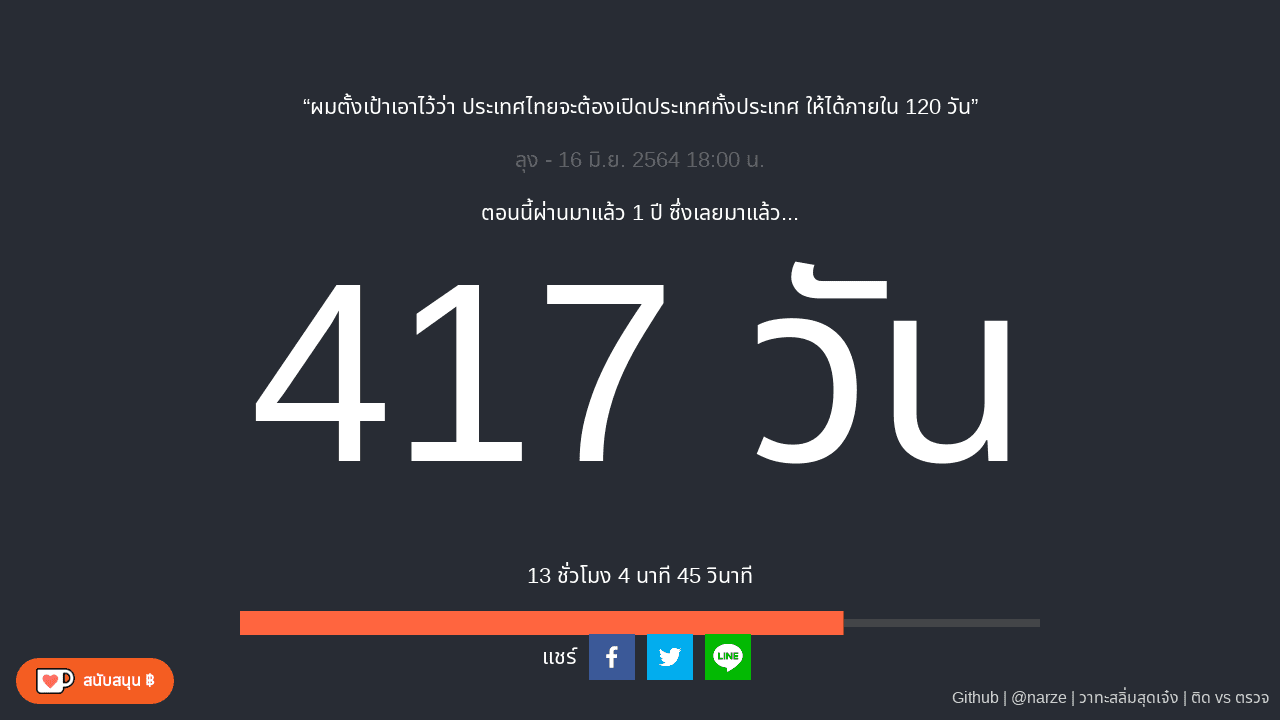 “ผมตั้งเป้าเอาไว้ว่า ประเทศไทยจะต้องเปิดประเทศทั้งประเทศ ให้ได้ภายใน 120 วัน”
ลุง - 16 มิ.ย. 2564 18:00 น.
ตอนนี้ผ่านมาแล้ว 1 ปี ซึ่งเลยมาแล้ว...
417 วัน
13 ชั่วโมง 4 นาที 45 วินาที
แชร์
LINE
สนับสนุน ฿
Github | @narze | วาทะสลิ่มสุดเจ๋ง | ติด vs ตรวจ